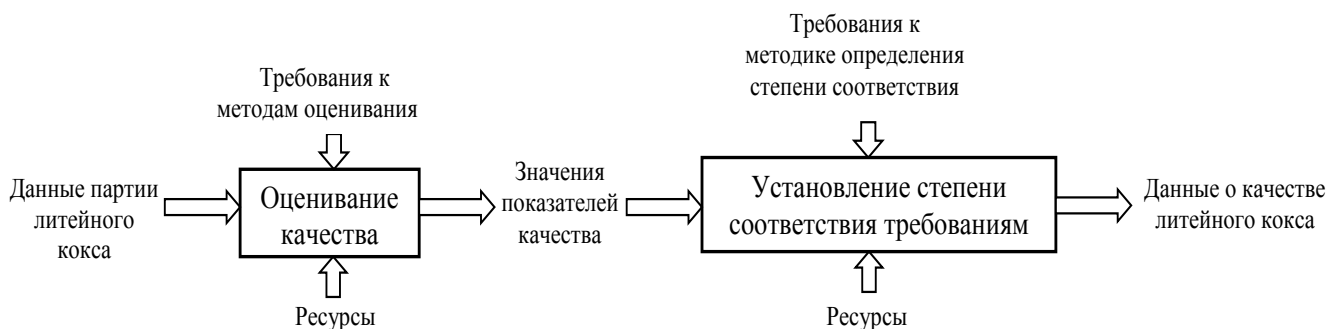 Требования к
методам оценивания
Требования к
методике определения
степени соответствия
Данные партии
литейного
кокса
Оценивание
качества
Значения
показателей
качества
Установление степени
соответствия требованиям
Данные о качестве
литейного кокса
Ресурсы
Ресурсы